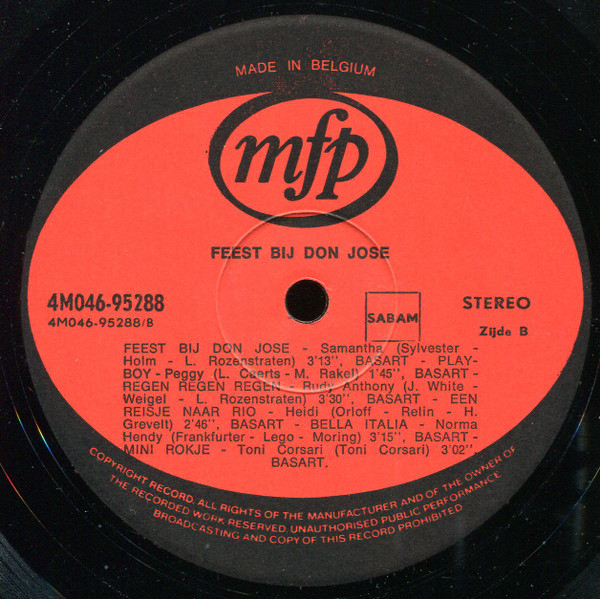 MADE IN BELGIUM
mfp
FEEST BIJ DON JOSE
4M046-95288
4M046-95288/B
SABAM
STEREO
Zijde B
FEEST BIJ DON JOSE - Samantha (Sylvester -
Holm - L. Rozenstraten) 3'13", BASART - PLAY-
BOY - Peggy (L. Caerts - M. Rakel) 1'45", BASART -
REGEN REGEN REGEN - Rudy Anthony (J. White -
Weigel - L. Rozenstraten) 3'30", BASART - EEN
REISJE NAAR RIO - Heidi (Orloff - Relin - H.
Grevelt) 2'46", BASART - BELLA ITALIA - Norma
Hendy (Frankfurter - Lego - Moring) 3'15", BASART -
MINI ROKJE - Toni Corsari (Toni Corsari) 3'02",
BASART.
COPYRIGHT RECORD. ALL RIGHTS OF THE MANUFACTURER AND OF THE OWNER OF
THE RECORDED WORK RESERVED. UNAUTHORISED PUBLIC PERFORMANCE
BROADCASTING AND COPY OF THIS RECORD PROHIBITED